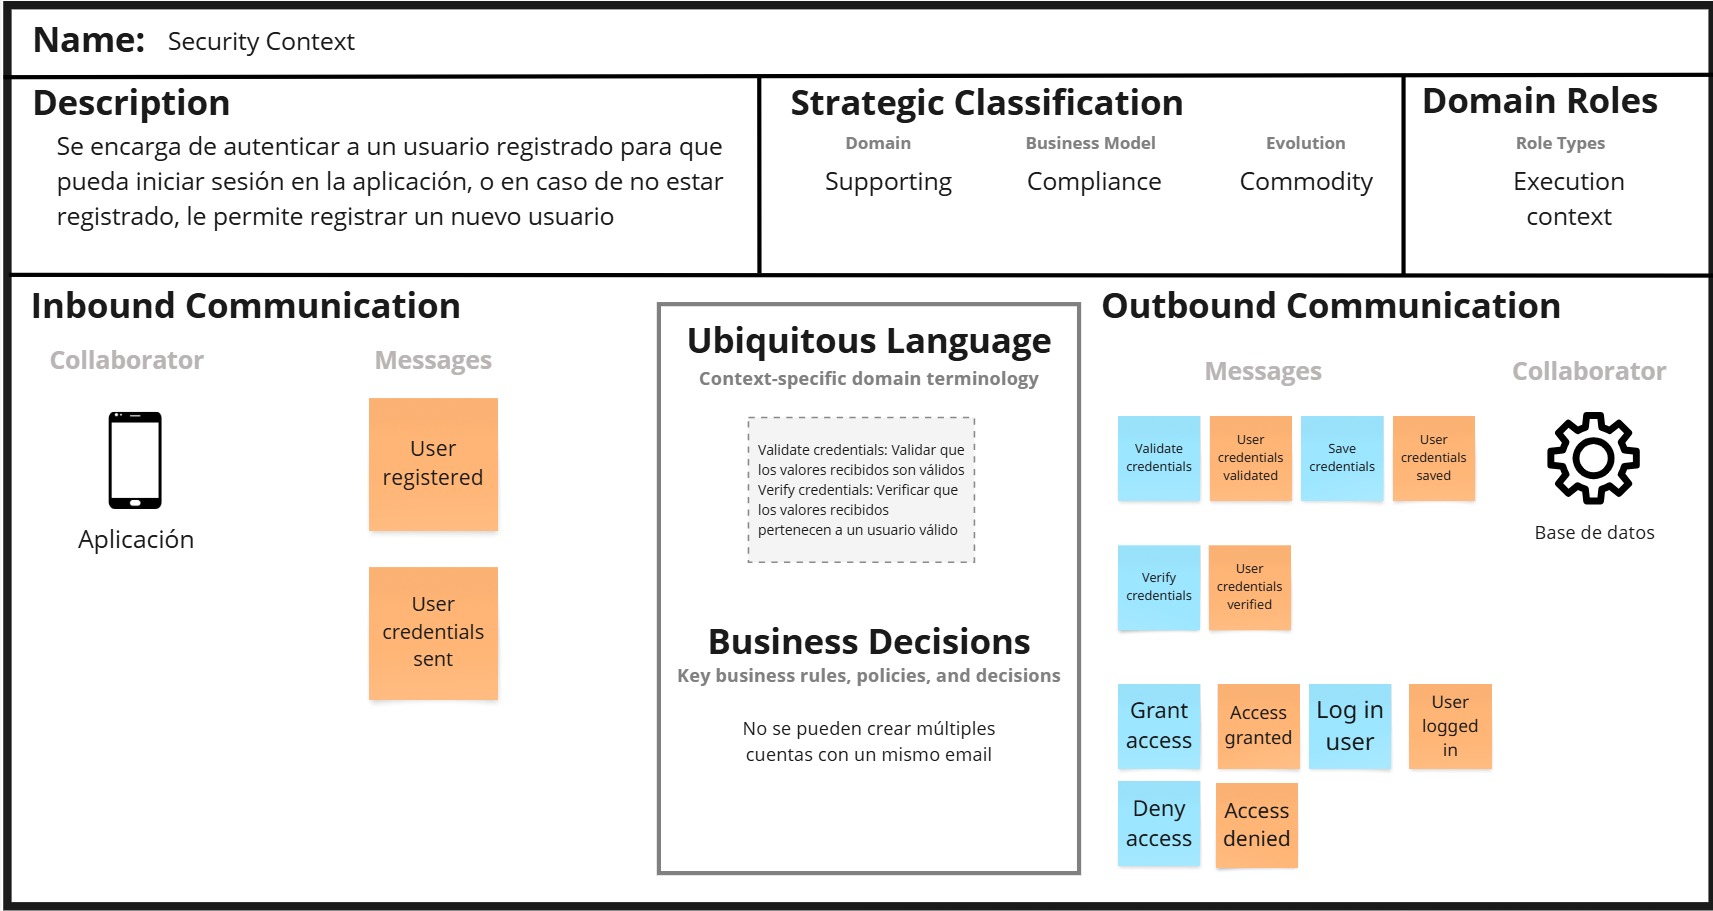 Name: Security Context
Description
Se encarga de autenticar a un usuario registrado para que
pueda iniciar sesión en la aplicación, o en caso de no estar
registrado, le permite registrar un nuevo usuario
Strategic Classification
Domain
Business Model
Evolution
Supporting
Compliance
Commodity
Domain Roles
Role Types
Execution
context
Inbound Communication
Collaborator
Messages
Aplicación
User
registered
User
credentials
sent
Ubiquitous Language
Context-specific domain terminology
Validate credentials: Validar que
los valores recibidos son válidos
Verify credentials: Verificar que
los valores recibidos
pertenecen a un usuario válido
Business Decisions
Key business rules, policies, and decisions
No se pueden crear múltiples
cuentas con un mismo email
Outbound Communication
Messages
Collaborator
Validate
credentials
User
credentials
validated
Save
credentials
User
credentials
saved
Base de datos
Verify
credentials
User
credentials
verified
Grant
access
Access
granted
Log in
user
User
logged
in
Deny
access
Access
denied